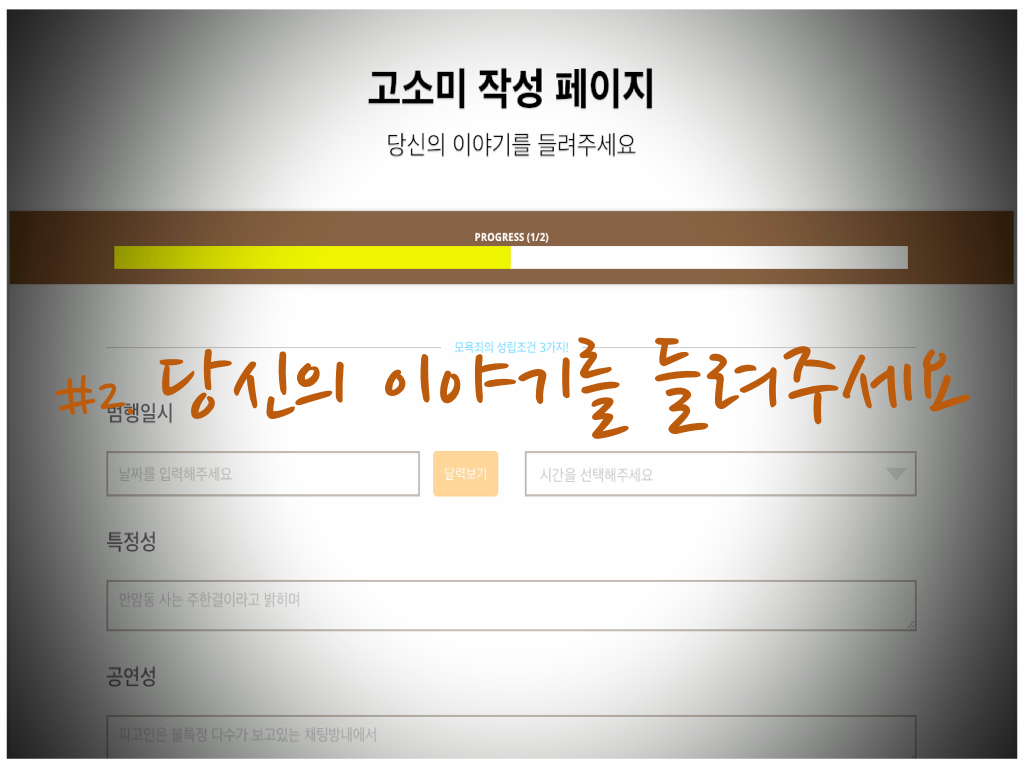 고소미 작성 페이지
당신의 이야기를 들려주세요
PROGRESS (1/2)
모욕죄의 성립조건 3가지!
#2. 당신의 이야기를 들려주세요
범행일시
날짜를 입력해주세요
달력보기
시간을 선택해주세요
특정성
안암동 사는 주한결이라고 밝히며
공연성
피고인은 불특정 다수가 보고있는 채팅방내에서